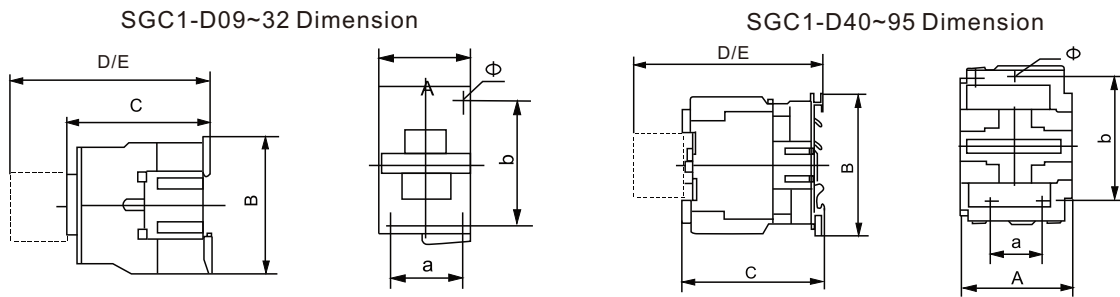 SGC1-D09~32 Dimension
D/E
C
B
A
Φ
b
a
SGC1-D40~95 Dimension
D/E
B
C
Φ
b
a
A